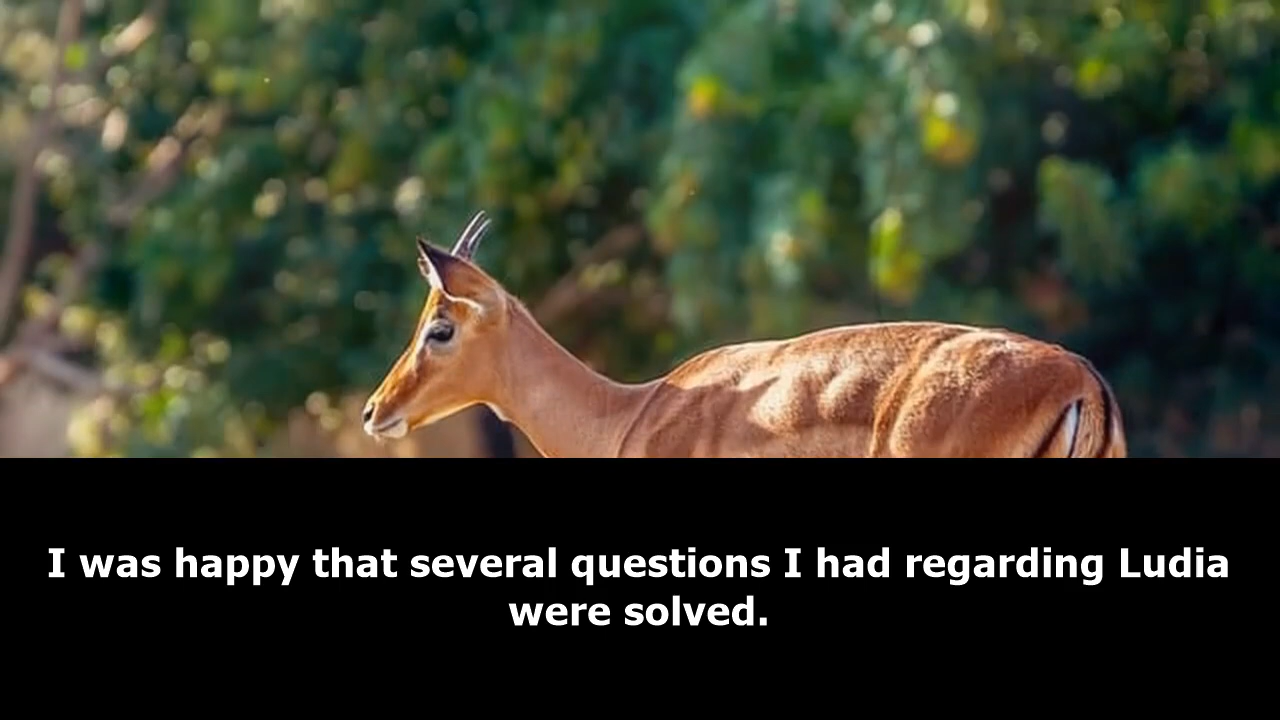 I was happy that several questions I had regarding Ludia
were solved.